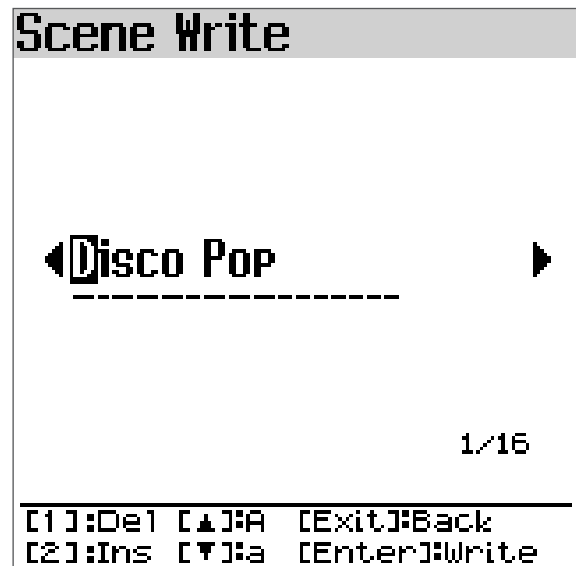 Scene Write
◀Disco Pop ▶
1/16
[1]:Del [▲]:A [Exit]:Back
[2]:Ins [▼]:a [Enter]:Write